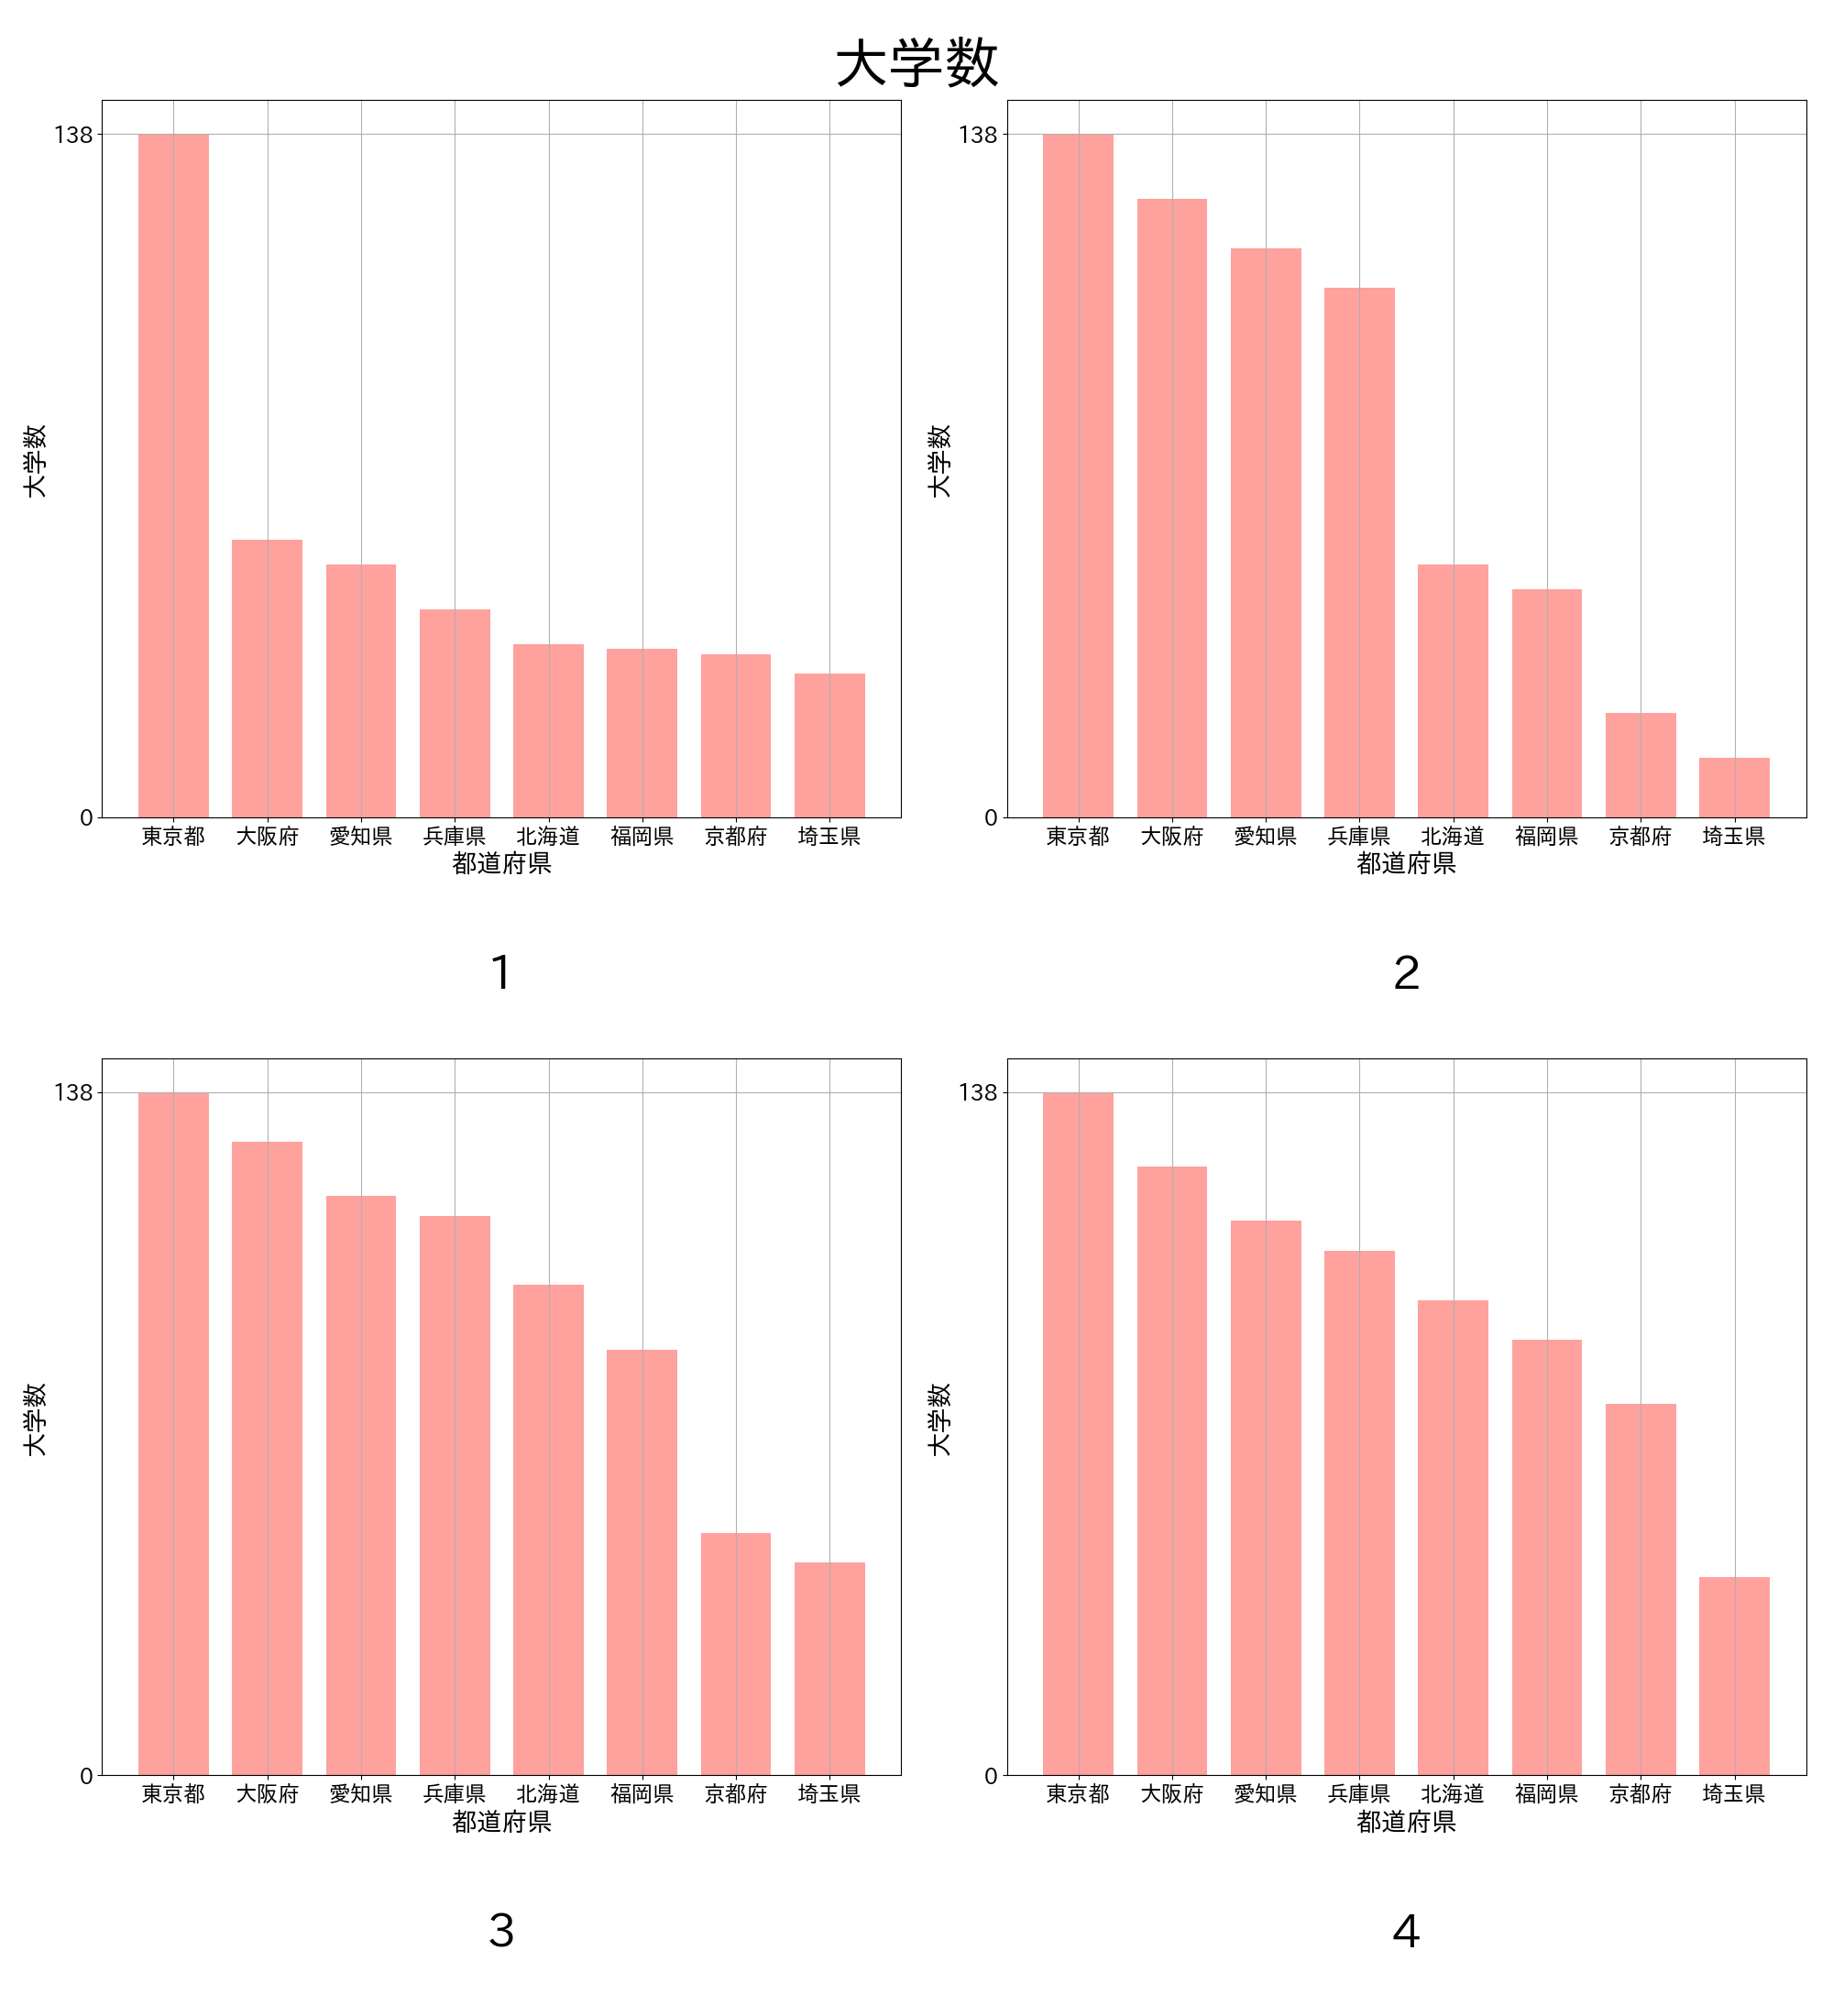 大学数
138
大学数
0
東京都 大阪府 愛知県 兵庫県 北海道 福岡県 京都府 埼玉県
都道府県
1
138
大学数
0
東京都 大阪府 愛知県 兵庫県 北海道 福岡県 京都府 埼玉県
都道府県
2
138
大学数
0
東京都 大阪府 愛知県 兵庫県 北海道 福岡県 京都府 埼玉県
都道府県
3
138
大学数
0
東京都 大阪府 愛知県 兵庫県 北海道 福岡県 京都府 埼玉県
都道府県
4